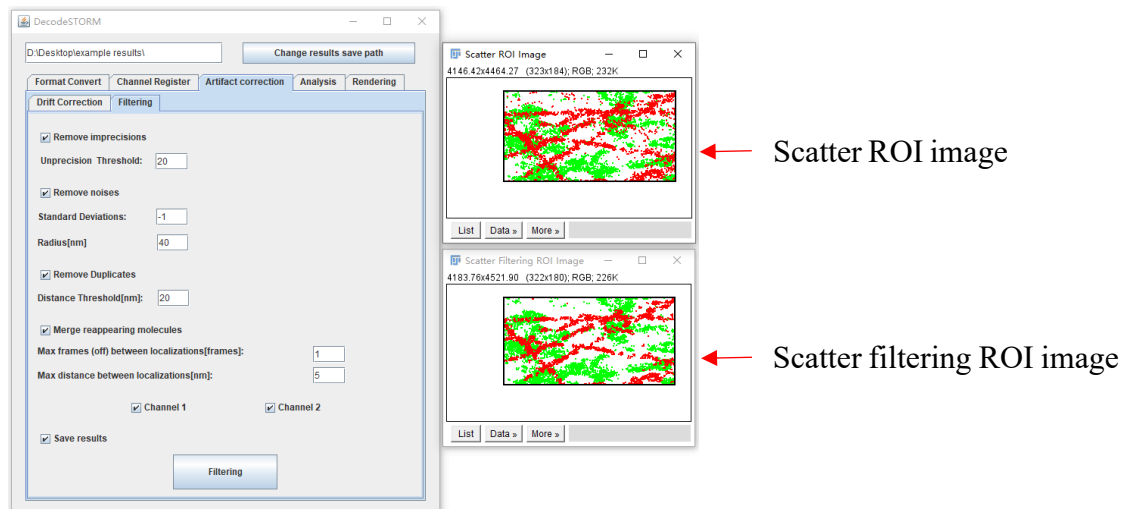 DecodeSTORM
D:\Desktop\example results\
Change results save path
Format Convert Channel Register Artifact correction Analysis Rendering
Drift Correction Filtering
Remove imprecisions
Unprecision Threshold: 20
Remove noises
Standard Deviations: -1
Radius[nm] 40
Remove Duplicates
Distance Threshold[nm]: 20
Merge reappearing molecules
Max frames (off) between localizations[frames]: 1
Max distance between localizations[nm]: 5
Channel 1 Channel 2
Save results
Filtering
Scatter ROI Image
4146.42x4464.27 (323x184); RGB; 232K
List Data » More »
Scatter ROI image
Scatter Filtering ROI Image
4183.76x4521.90 (322x180); RGB; 226K
List Data » More »
Scatter filtering ROI image